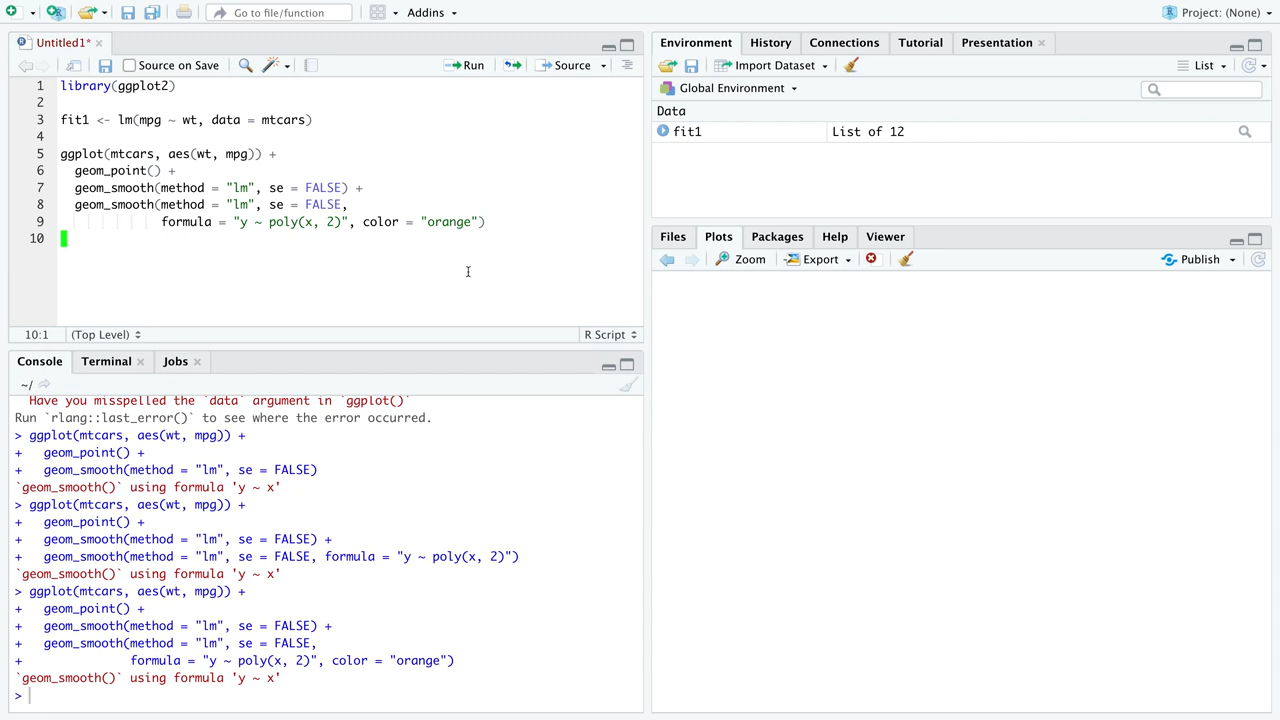 Go to file/function
Addins
Project: (None)
Untitled1*
Source on Save
Run
Source
1 library(ggplot2)
2
3 fit1 <- lm(mpg ~ wt, data = mtcars)
4
5 ggplot(mtcars, aes(wt, mpg)) +
6   geom_point() +
7   geom_smooth(method = "lm", se = FALSE) +
8   geom_smooth(method = "lm", se = FALSE,
9               formula = "y ~ poly(x, 2)", color = "orange")
10
10:1
(Top Level)
R Script
Console
Terminal
Jobs
~/
  Have you misspelled the `data` argument in `ggplot()`
Run `rlang::last_error()` to see where the error occurred.
> ggplot(mtcars, aes(wt, mpg)) +
+   geom_point() +
+   geom_smooth(method = "lm", se = FALSE)
`geom_smooth()` using formula 'y ~ x'
> ggplot(mtcars, aes(wt, mpg)) +
+   geom_point() +
+   geom_smooth(method = "lm", se = FALSE) +
+   geom_smooth(method = "lm", se = FALSE, formula = "y ~ poly(x, 2)")
`geom_smooth()` using formula 'y ~ x'
> ggplot(mtcars, aes(wt, mpg)) +
+   geom_point() +
+   geom_smooth(method = "lm", se = FALSE) +
+   geom_smooth(method = "lm", se = FALSE,
+               formula = "y ~ poly(x, 2)", color = "orange")
`geom_smooth()` using formula 'y ~ x'
>
Environment
History
Connections
Tutorial
Presentation
Import Dataset
List
Global Environment
Data
fit1
List of 12
Files
Plots
Packages
Help
Viewer
Zoom
Export
Publish